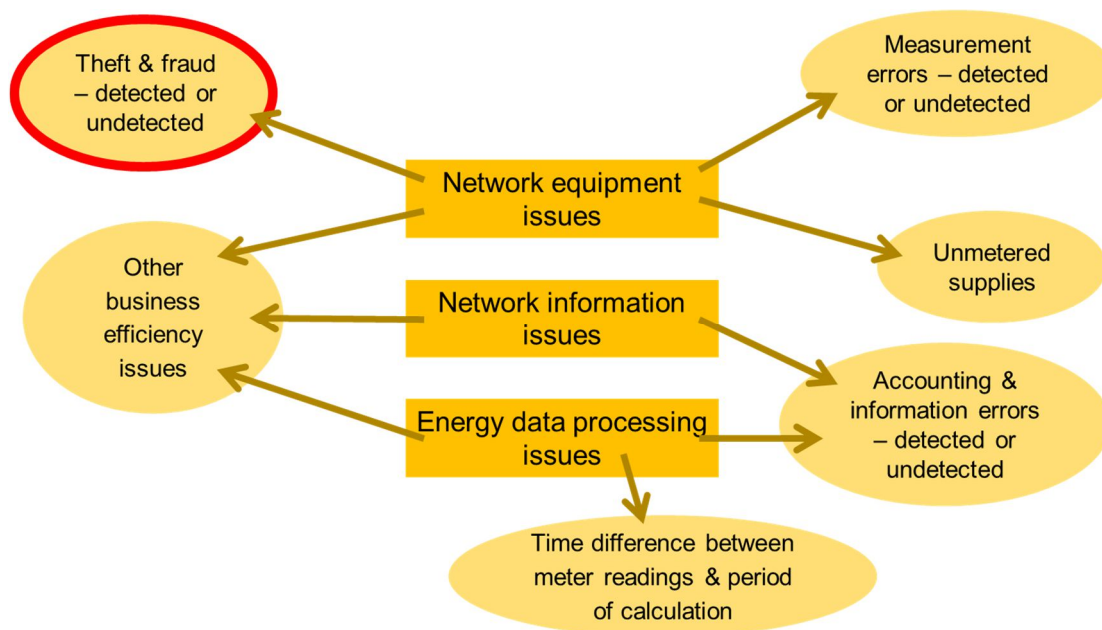 Theft & fraud
– detected or
undetected
Measurement
errors – detected
or undetected
Network equipment
issues
Other
business
efficiency
issues
Unmetered
supplies
Network information
issues
Accounting &
information errors
– detected or
undetected
Energy data processing
issues
Time difference between
meter readings & period
of calculation